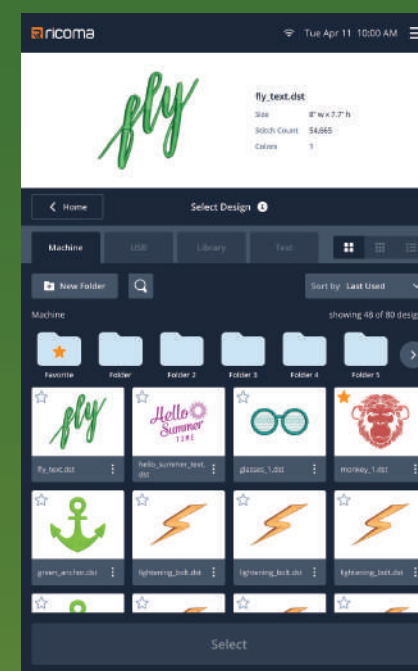 ricoma
Tue Apr 11 10:00 AM
fly
fly_text.dst
Size 8" w x 7.7" h
Stitch Count 54,665
Colors 1
Home
Select Design
Machine USB Library Text
New Folder
Sort by Last Used
Machine
showing 48 of 80 desig
Favorite Folder Folder 2 Folder 3 Folder 4 Folder 5
fly Hello Summer TIME
fly_text.dst hello_summer_text.dst glasses_1.dst monkey_1.dst
green_anchor.dst lightening_bolt.dst lightening_bolt.dst lightening_bolt.dst
Select